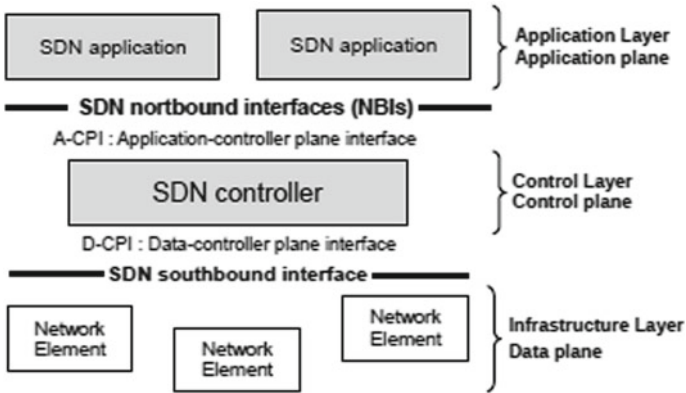 SDN application
SDN application
Application Layer
Application plane
SDN nortbound interfaces (NBIs)
A-CPI : Application-controller plane interface
SDN controller
Control Layer
Control plane
D-CPI : Data-controller plane interface
SDN southbound interface
Network
Element
Network
Element
Network
Element
Infrastructure Layer
Data plane